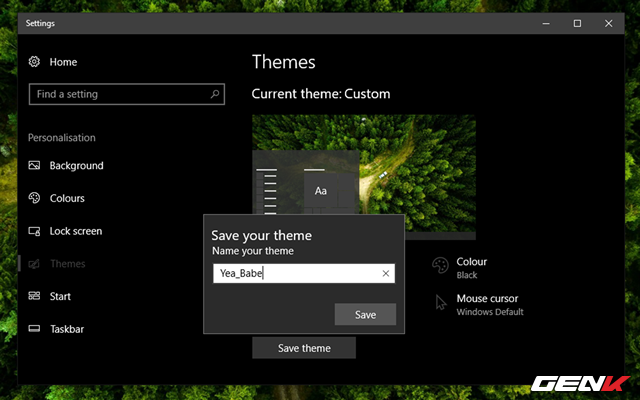 Settings
Home
Find a setting
Personalisation
Background
Colours
Lock screen
Themes
Start
Taskbar
Themes
Current theme: Custom
Aa
Save your theme
Name your theme
Yea_Babe
Save
Colour
Black
Mouse cursor
Windows Default
Save theme
GENK